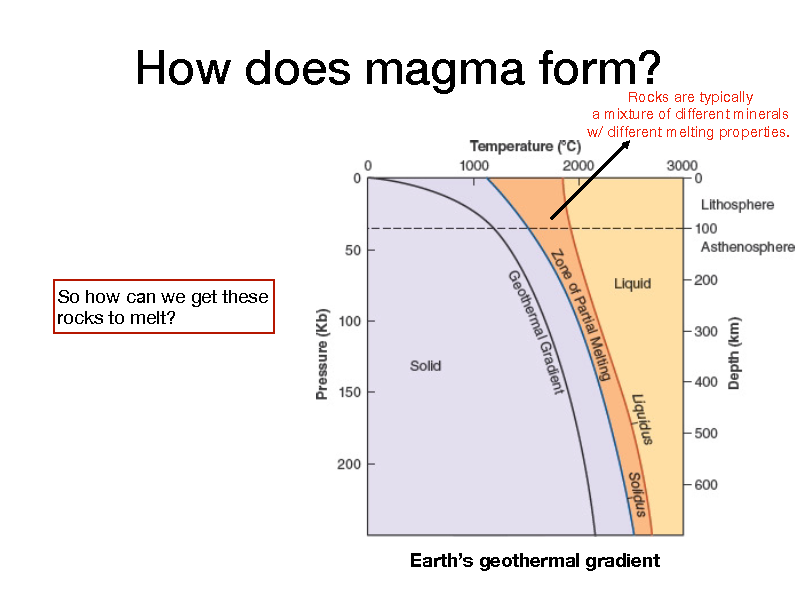 How does magma form?
Rocks are typically
a mixture of different minerals
w/ different melting properties.
Temperature (°C)
0 1000 2000 3000
0 0
Lithosphere
100
Asthenosphere
50
200
Liquid
Zone of Partial Melting
Geothermal Gradient
So how can we get these
rocks to melt?
100
300
Pressure (Kb)
Depth (km)
Solid
400
150
Liquidus
500
200
Solidus
600
Earth's geothermal gradient